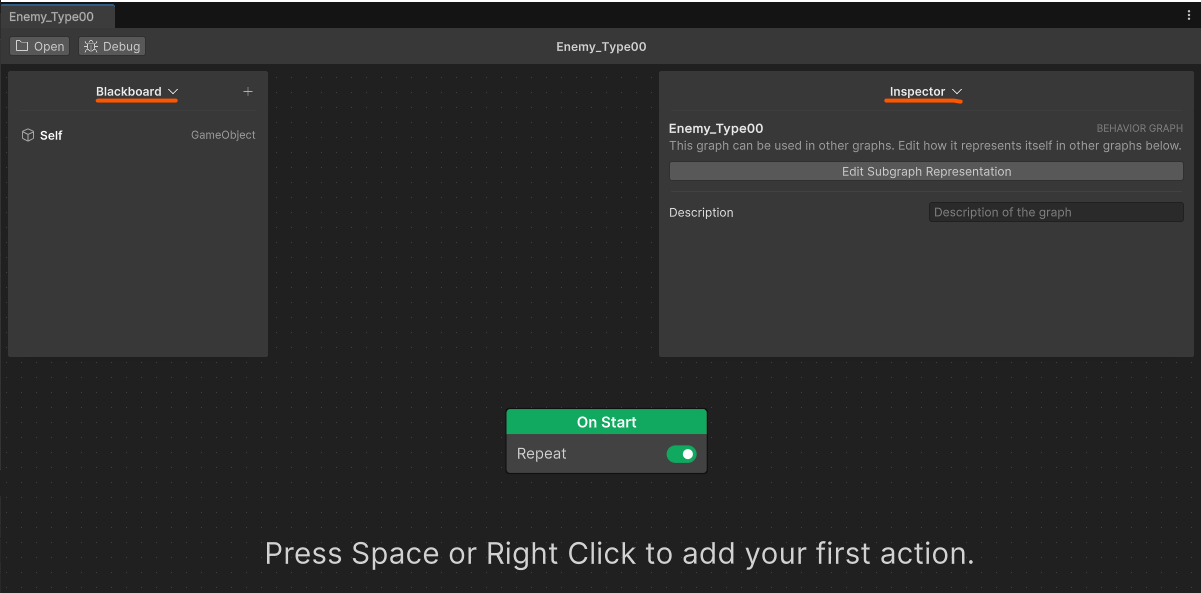 Enemy_Type00
Open Debug Enemy_Type00
Blackboard +
Self GameObject
Inspector
Enemy_Type00 BEHAVIOR GRAPH
This graph can be used in other graphs. Edit how it represents itself in other graphs below.
Edit Subgraph Representation
Description Description of the graph
On Start
Repeat
Press Space or Right Click to add your first action.